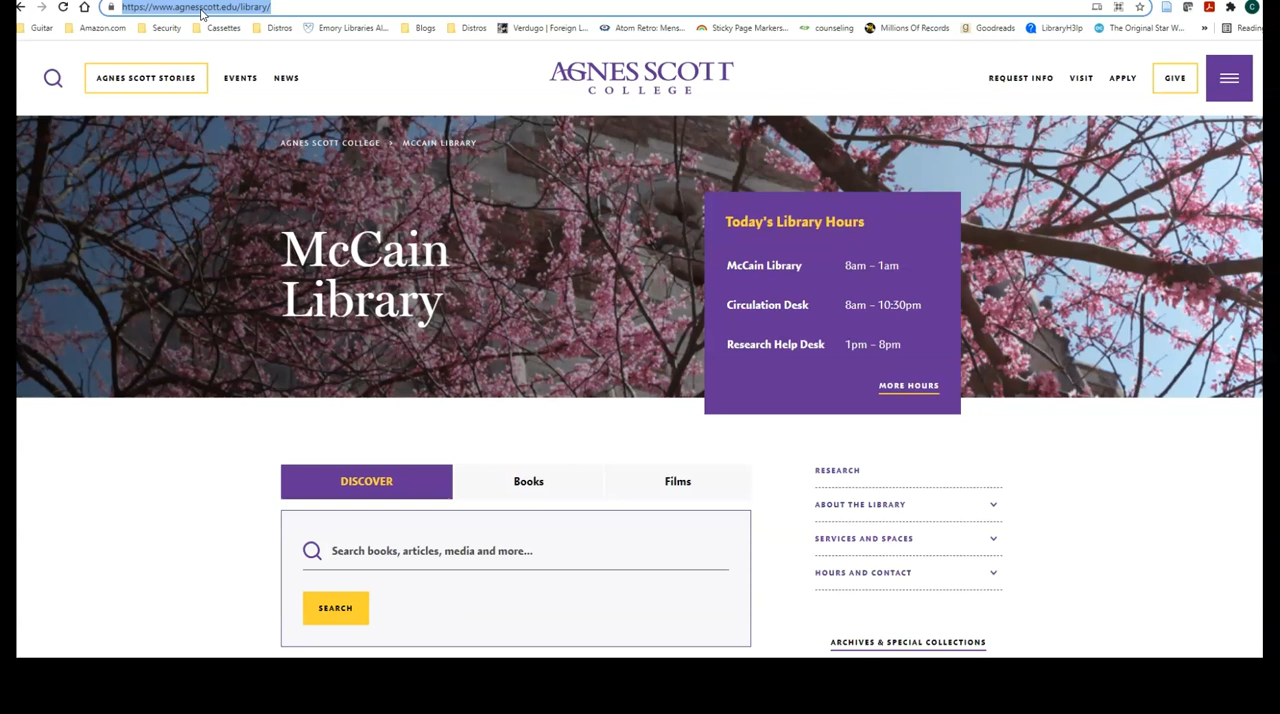 https://www.agnesscott.edu/library/
Guitar Amazon.com Security Cassettes Distros Emory Libraries Al... Blogs Distros Verdugo | Foreign L... Atom Retro: Mens... Sticky Page Markers... counseling Millions Of Records Goodreads LibraryH3lp The Original Star W... » Reading
AGNES SCOTT STORIES EVENTS NEWS
AGNES SCOTT
COLLEGE
REQUEST INFO VISIT APPLY GIVE
AGNES SCOTT COLLEGE > MCCAIN LIBRARY
McCain
Library
Today's Library Hours
McCain Library 8am – 1am
Circulation Desk 8am – 10:30pm
Research Help Desk 1pm – 8pm
MORE HOURS
DISCOVER Books Films
Search books, articles, media and more...
SEARCH
RESEARCH
ABOUT THE LIBRARY
SERVICES AND SPACES
HOURS AND CONTACT
ARCHIVES & SPECIAL COLLECTIONS